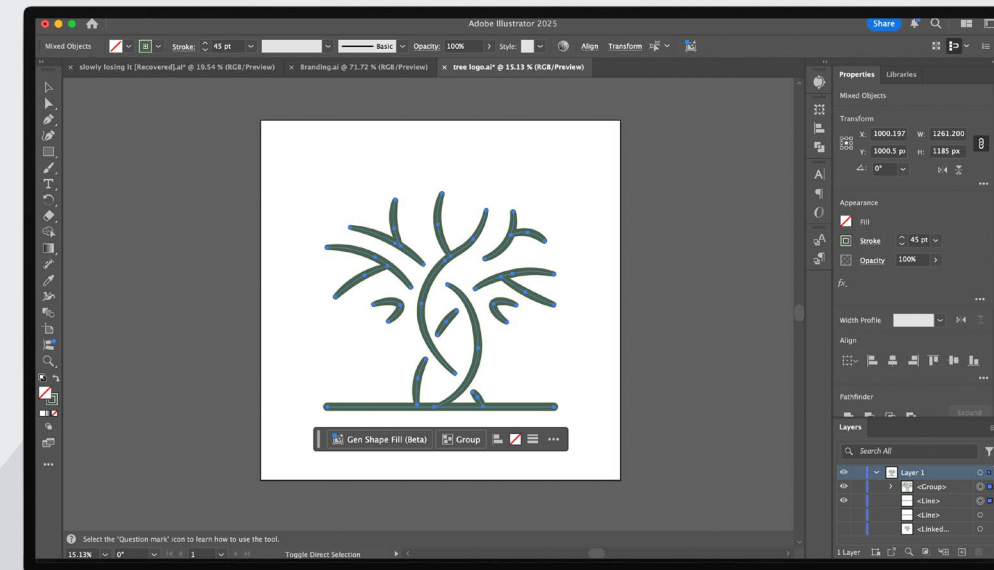 Adobe Illustrator 2025
Share
Mixed Objects Stroke: 45 pt Basic Opacity: 100% Style: Align Transform
× slowly losing it [Recovered].ai* @ 19.54 % (RGB/Preview) × Branding.ai @ 71.72 % (RGB/Preview) × tree logo.ai* @ 15.13 % (RGB/Preview)
Properties Libraries
Mixed Objects
Transform
X: 1000.197 W: 1261.200
Y: 1000.5 p H: 1185 px
0°
Appearance
Fill
Stroke 45 pt
Opacity 100%
fx.
Width Profile
Align
Pathfinder
Expand
Layers
Search All
Layer 1
<Group>
<Line>
<Line>
<Linked...
1 Layer
Gen Shape Fill (Beta) Group
Select the "Question mark" icon to learn how to use the tool.
15.13% 0° 1 Toggle Direct Selection